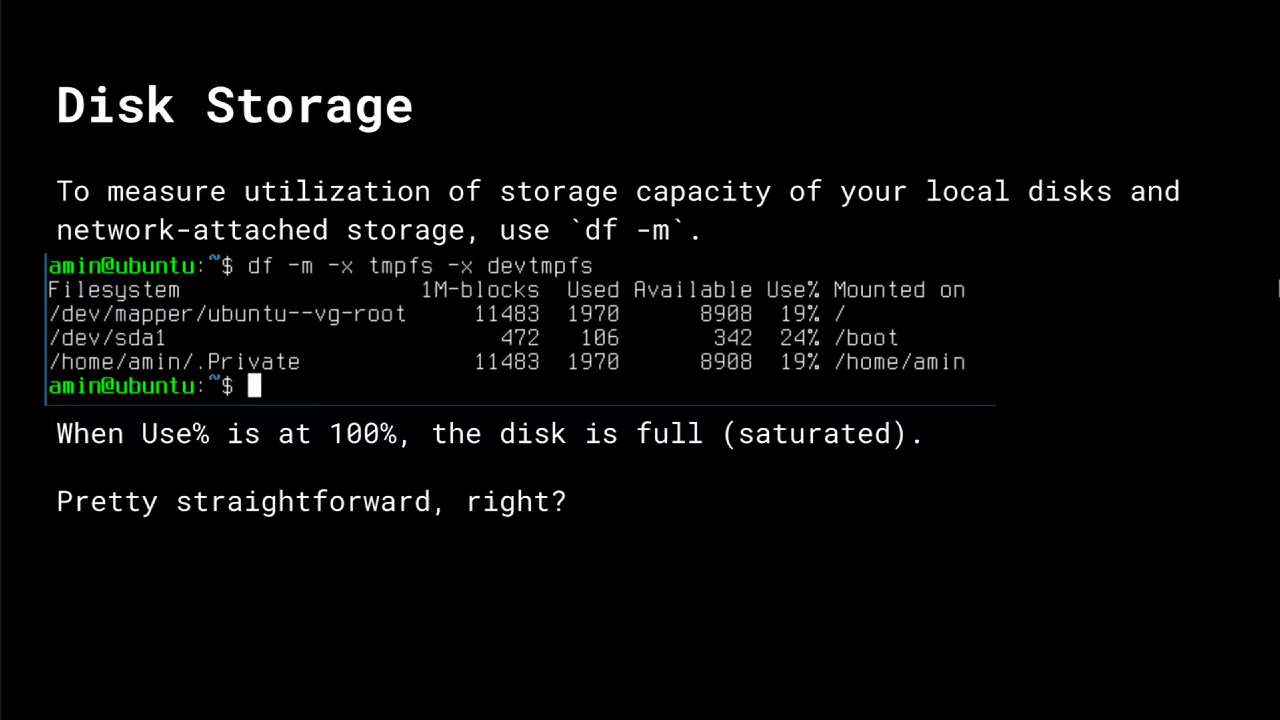 Disk Storage
To measure utilization of storage capacity of your local disks and
network-attached storage, use `df -m`.
amin@ubuntu:~$ df -m -x tmpfs -x devtmpfs
Filesystem 1M-blocks Used Available Use% Mounted on
/dev/mapper/ubuntu--vg-root 11483 1970 8908 19% /
/dev/sda1 472 106 342 24% /boot
/home/amin/.Private 11483 1970 8908 19% /home/amin
amin@ubuntu:~$
When Use% is at 100%, the disk is full (saturated).
Pretty straightforward, right?